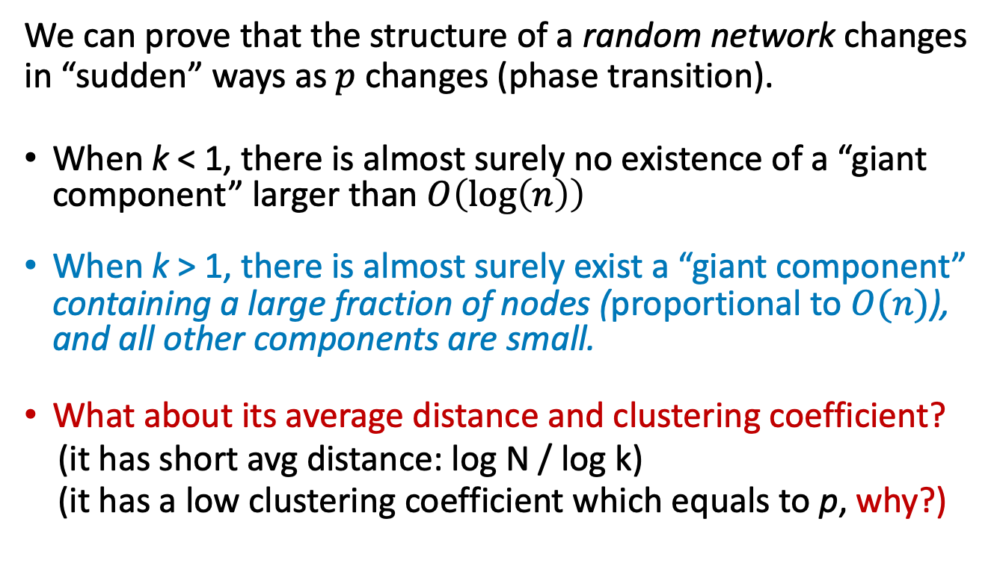 We can prove that the structure of a random network changes
in “sudden” ways as p changes (phase transition).
• When k < 1, there is almost surely no existence of a “giant
component” larger than O(log(n))
• When k > 1, there is almost surely exist a “giant component”
containing a large fraction of nodes (proportional to O(n)),
and all other components are small.
• What about its average distance and clustering coefficient?
(it has short avg distance: log N / log k)
(it has a low clustering coefficient which equals to p, why?)